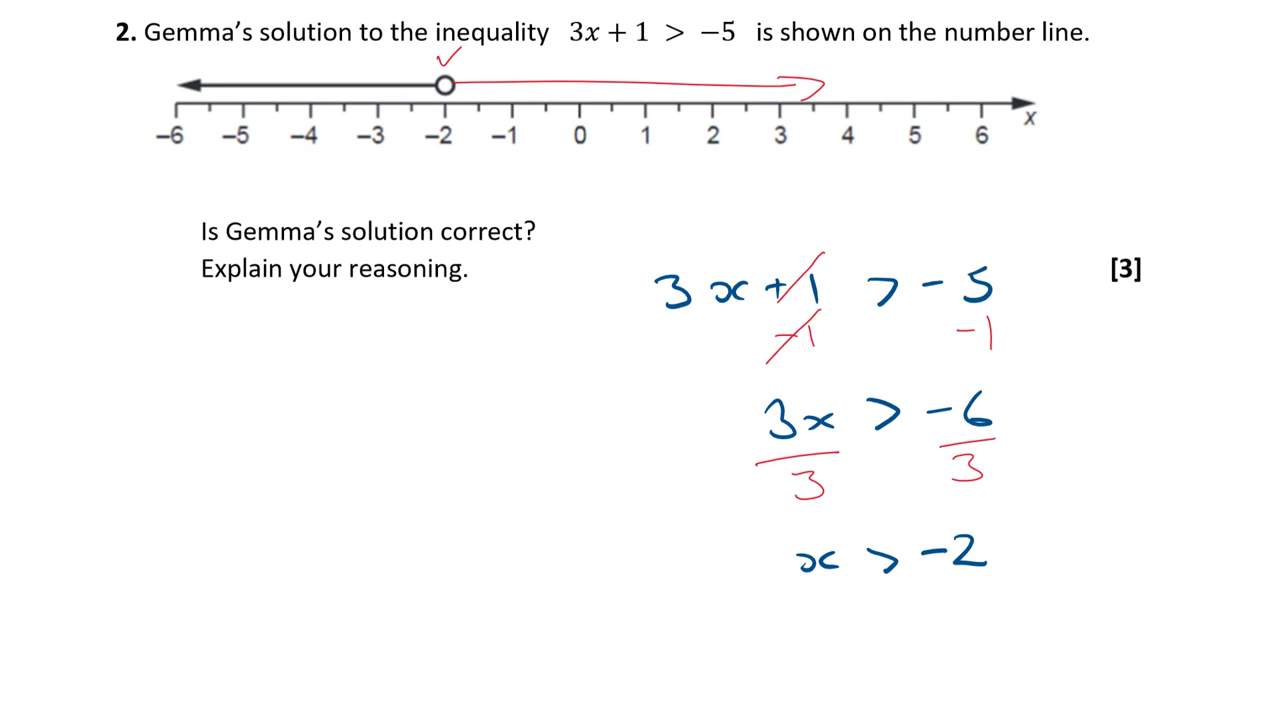 2. Gemma's solution to the inequality 3x + 1 > −5 is shown on the number line.
−6 −5 −4 −3 −2 −1 0 1 2 3 4 5 6 x
Is Gemma's solution correct?
Explain your reasoning.
[3]
3x + 1 > −5
−1 −1
3x > −6
3 3
x > −2